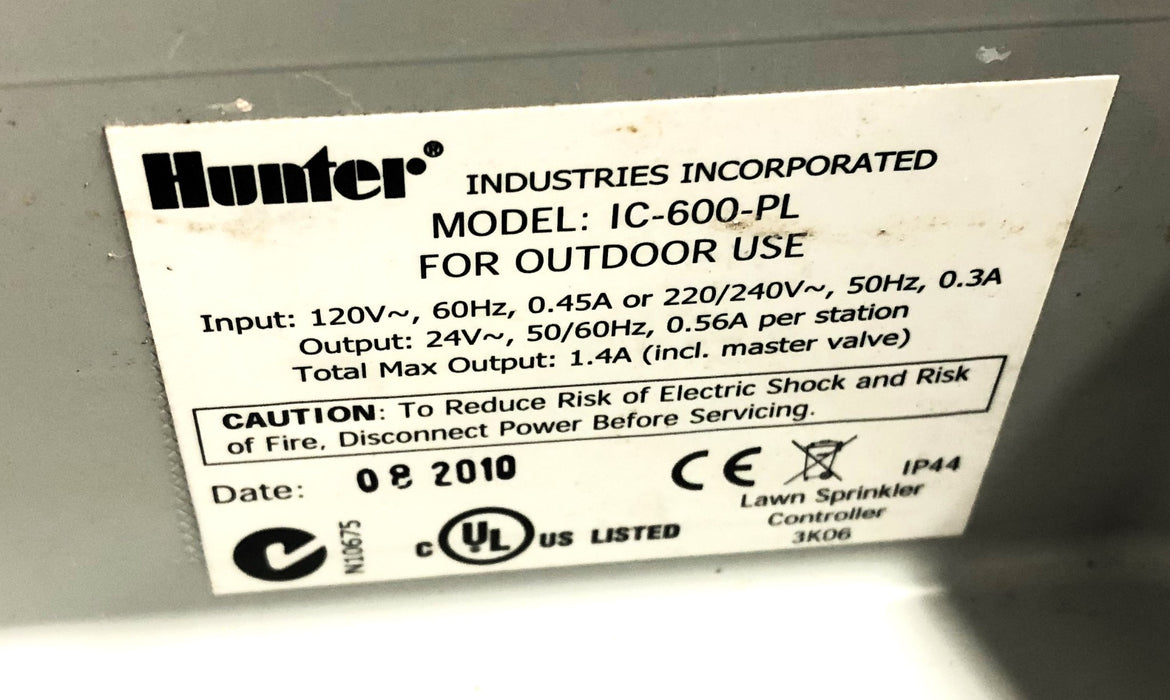 Hunter® INDUSTRIES INCORPORATED
MODEL: IC-600-PL
FOR OUTDOOR USE
Input: 120V~, 60Hz, 0.45A or 220/240V~, 50Hz, 0.3A
Output: 24V~, 50/60Hz, 0.56A per station
Total Max Output: 1.4A (incl. master valve)
CAUTION: To Reduce Risk of Electric Shock and Risk
of Fire, Disconnect Power Before Servicing.
Date: 08 2010
CE IP44
N10675
C UL US LISTED
Lawn Sprinkler
Controller
3K06